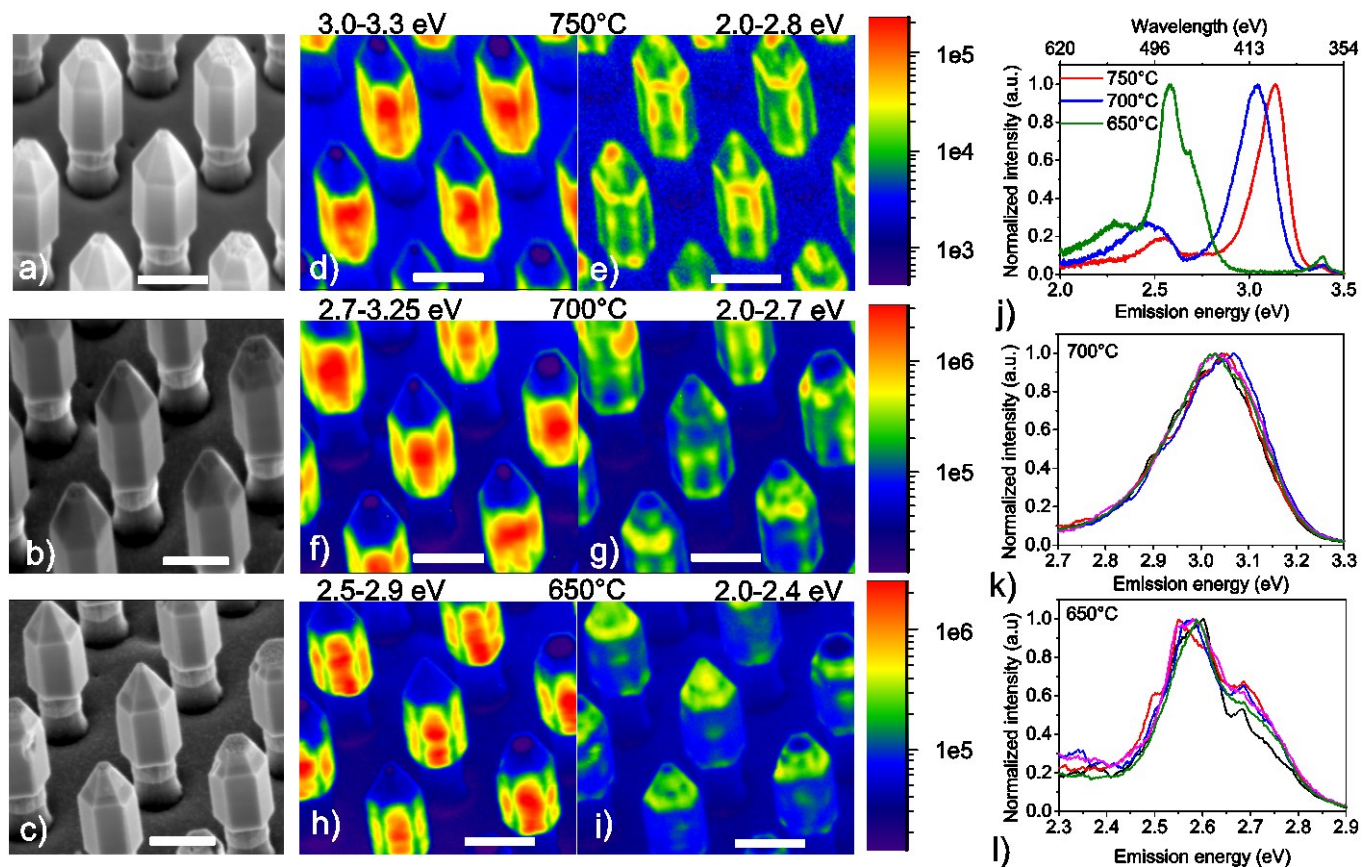 3.0-3.3 eV 750°C 2.0-2.8 eV
a)
d)
e)
1e5
1e4
1e3
2.7-3.25 eV 700°C 2.0-2.7 eV
b)
f)
g)
1e6
1e5
2.5-2.9 eV 650°C 2.0-2.4 eV
c)
h)
i)
1e6
1e5
Wavelength (eV)
620 496 413 354
750°C
700°C
650°C
Normalized intensity (a.u.)
1.0
0.8
0.6
0.4
0.2
0.0
2.0 2.5 3.0 3.5
j) Emission energy (eV)
700°C
Normalized intensity (a.u.)
1.0
0.8
0.6
0.4
0.2
0.0
2.7 2.8 2.9 3.0 3.1 3.2 3.3
k) Emission energy (eV)
650°C
Normalized intensity (a.u)
1.0
0.8
0.6
0.4
0.2
0.0
2.3 2.4 2.5 2.6 2.7 2.8 2.9
l) Emission energy (eV)